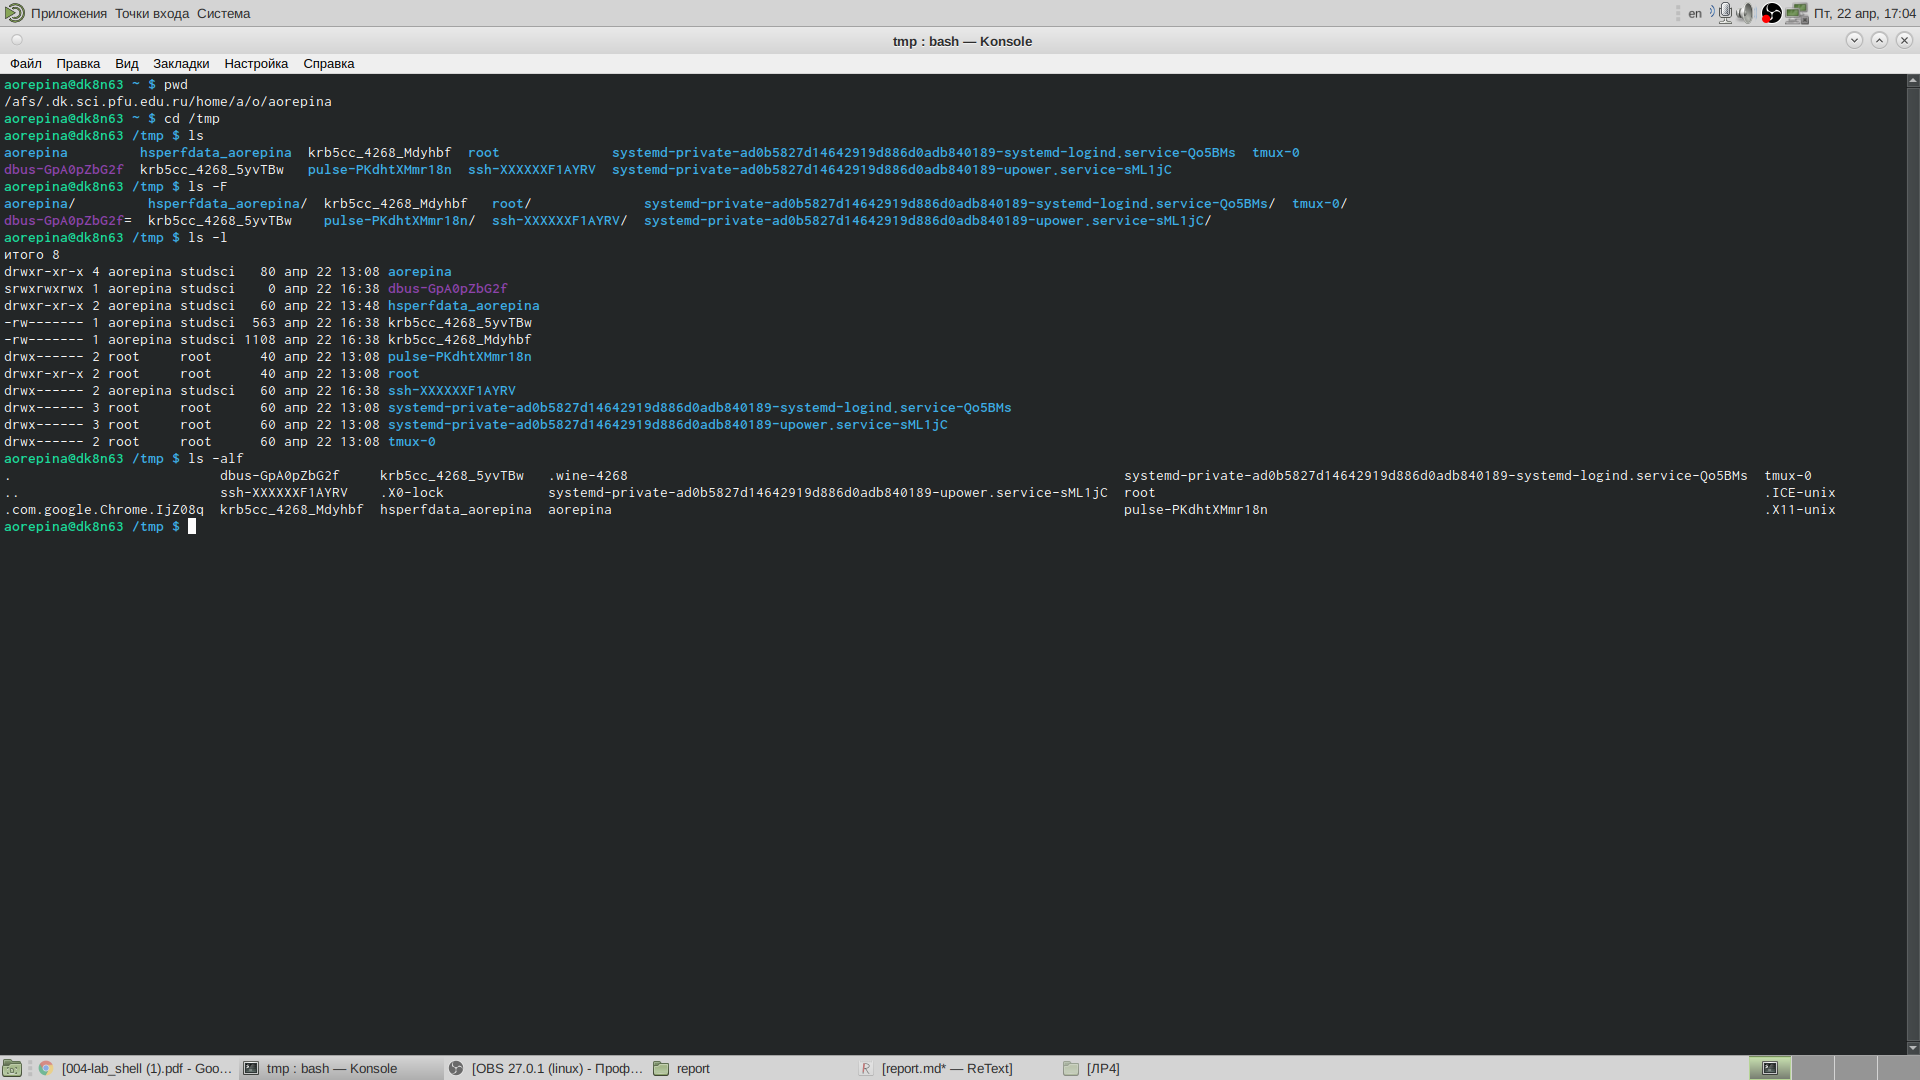 Приложения Точки входа Система en Пт, 22 апр, 17:04
tmp : bash — Konsole
Файл Правка Вид Закладки Настройка Справка
aorepina@dk8n63 ~ $ pwd
/afs/.dk.sci.pfu.edu.ru/home/a/o/aorepina
aorepina@dk8n63 ~ $ cd /tmp
aorepina@dk8n63 /tmp $ ls
aorepina hsperfdata_aorepina krb5cc_4268_Mdyhbf root systemd-private-ad0b5827d14642919d886d0adb840189-systemd-logind.service-Qo5BMs tmux-0
dbus-GpA0pZbG2f krb5cc_4268_5yvTBw pulse-PKdhtXMmr18n ssh-XXXXXXF1AYRV systemd-private-ad0b5827d14642919d886d0adb840189-upower.service-sML1jC
aorepina@dk8n63 /tmp $ ls -F
aorepina/ hsperfdata_aorepina/ krb5cc_4268_Mdyhbf root/ systemd-private-ad0b5827d14642919d886d0adb840189-systemd-logind.service-Qo5BMs/ tmux-0/
dbus-GpA0pZbG2f= krb5cc_4268_5yvTBw pulse-PKdhtXMmr18n/ ssh-XXXXXXF1AYRV/ systemd-private-ad0b5827d14642919d886d0adb840189-upower.service-sML1jC/
aorepina@dk8n63 /tmp $ ls -l
итого 8
drwxr-xr-x 4 aorepina studsci 80 апр 22 13:08 aorepina
srwxrwxrwx 1 aorepina studsci 0 апр 22 16:38 dbus-GpA0pZbG2f
drwxr-xr-x 2 aorepina studsci 60 апр 22 13:48 hsperfdata_aorepina
-rw------- 1 aorepina studsci 563 апр 22 16:38 krb5cc_4268_5yvTBw
-rw------- 1 aorepina studsci 1108 апр 22 16:38 krb5cc_4268_Mdyhbf
drwx------ 2 root root 40 апр 22 13:08 pulse-PKdhtXMmr18n
drwxr-xr-x 2 root root 40 апр 22 13:08 root
drwx------ 2 aorepina studsci 60 апр 22 16:38 ssh-XXXXXXF1AYRV
drwx------ 3 root root 60 апр 22 13:08 systemd-private-ad0b5827d14642919d886d0adb840189-systemd-logind.service-Qo5BMs
drwx------ 3 root root 60 апр 22 13:08 systemd-private-ad0b5827d14642919d886d0adb840189-upower.service-sML1jC
drwx------ 2 root root 60 апр 22 13:08 tmux-0
aorepina@dk8n63 /tmp $ ls -alf
. dbus-GpA0pZbG2f krb5cc_4268_5yvTBw .wine-4268 systemd-private-ad0b5827d14642919d886d0adb840189-systemd-logind.service-Qo5BMs tmux-0
.. ssh-XXXXXXF1AYRV .X0-lock systemd-private-ad0b5827d14642919d886d0adb840189-upower.service-sML1jC root .ICE-unix
.com.google.Chrome.IjZ08q krb5cc_4268_Mdyhbf hsperfdata_aorepina aorepina pulse-PKdhtXMmr18n .X11-unix
aorepina@dk8n63 /tmp $
[004-lab_shell (1).pdf - Goo... tmp : bash — Konsole [OBS 27.0.1 (linux) - Проф... report [report.md* — ReText] [ЛР4]